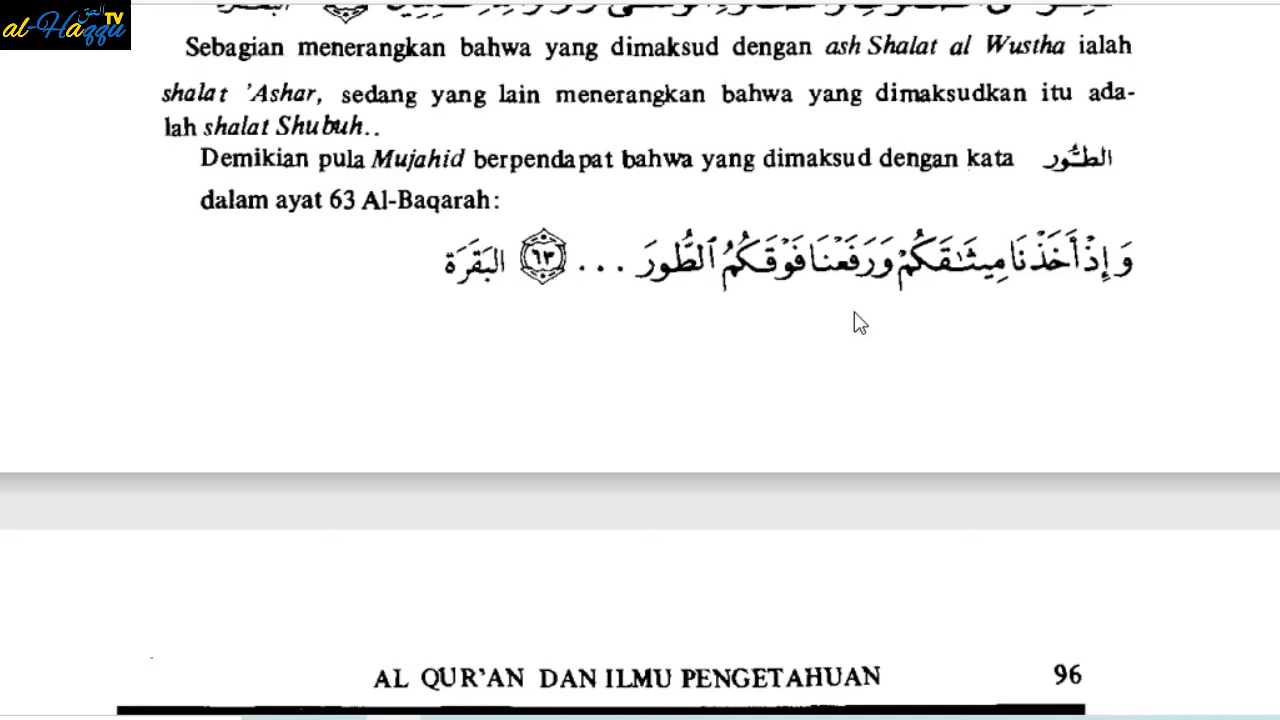 al-Haqqu TV
الحق
Sebagian menerangkan bahwa yang dimaksud dengan ash Shalat al Wustha ialah
shalat 'Ashar, sedang yang lain menerangkan bahwa yang dimaksudkan itu ada-
lah shalat Shubuh..
Demikian pula Mujahid berpendapat bahwa yang dimaksud dengan kata الطُّور
dalam ayat 63 Al-Baqarah:
وَإِذْ أَخَذْنَا مِيثَٰقَكُمْ وَرَفَعْنَا فَوْقَكُمُ ٱلطُّورَ ... ٦٣ البَقَرَة
AL QUR'AN DAN ILMU PENGETAHUAN 96